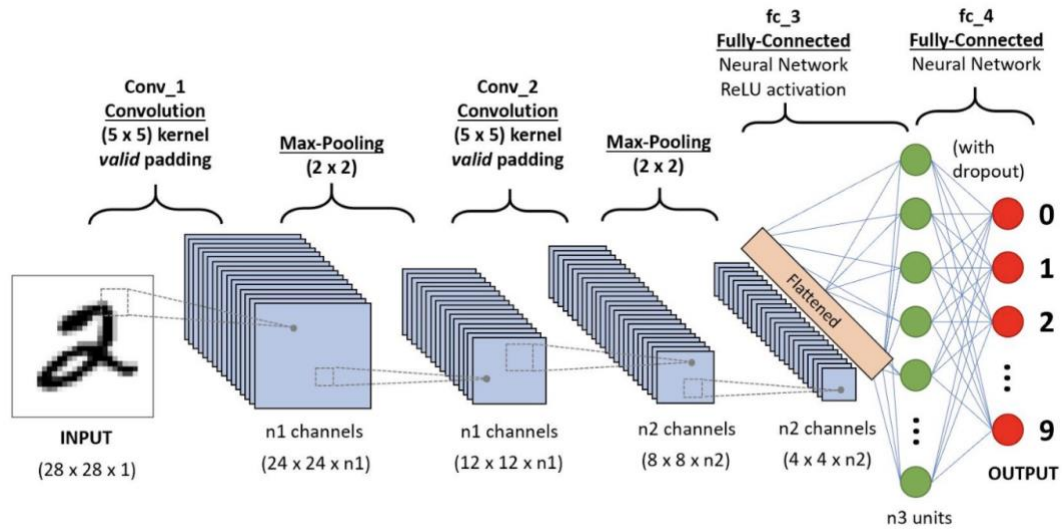 fc_3
Fully-Connected
Neural Network
ReLU activation
fc_4
Fully-Connected
Neural Network
Conv_1
Convolution
(5 x 5) kernel
valid padding
Max-Pooling
(2 x 2)
Conv_2
Convolution
(5 x 5) kernel
valid padding
Max-Pooling
(2 x 2)
(with
dropout)
Flattened
0
1
2
9
INPUT
(28 x 28 x 1)
n1 channels
(24 x 24 x n1)
n1 channels
(12 x 12 x n1)
n2 channels
(8 x 8 x n2)
n2 channels
(4 x 4 x n2)
n3 units
OUTPUT